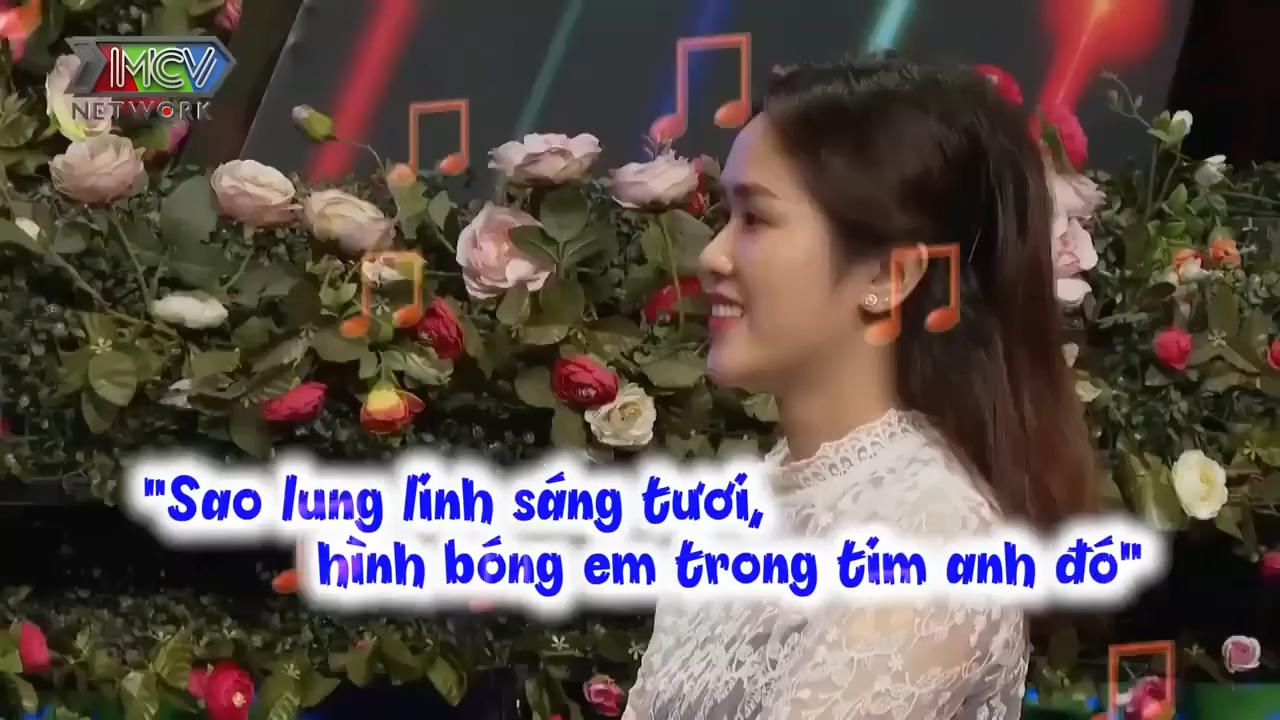 MCV
NETWORK
"Sao lung linh sáng tươi,
hình bóng em trong tim anh đó"